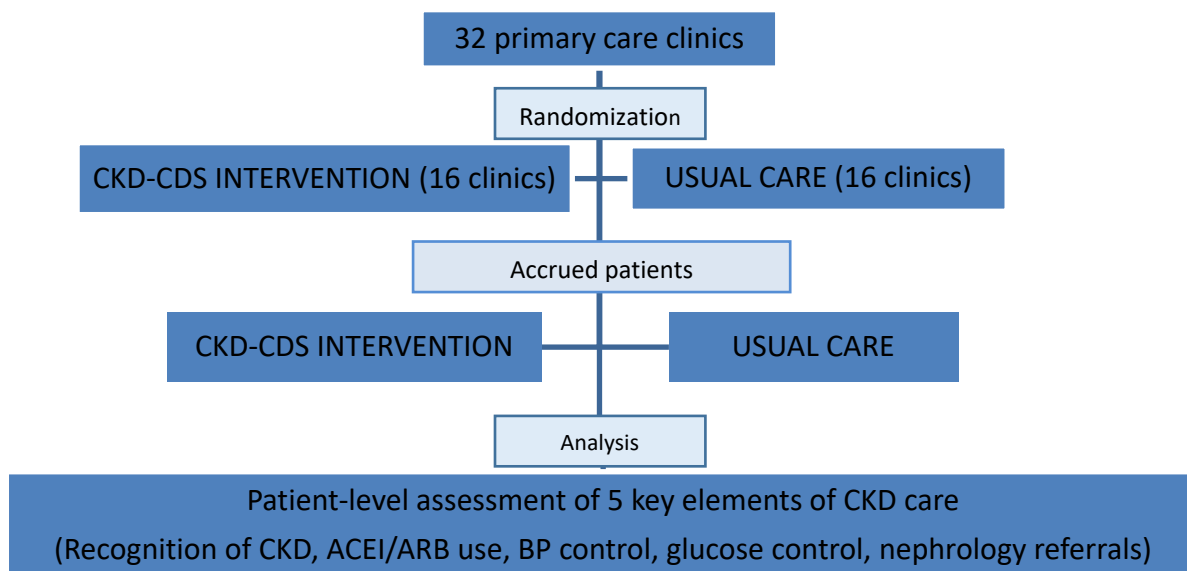 32 primary care clinics
Randomization
CKD-CDS INTERVENTION (16 clinics)
USUAL CARE (16 clinics)
Accrued patients
CKD-CDS INTERVENTION
USUAL CARE
Analysis
Patient-level assessment of 5 key elements of CKD care
(Recognition of CKD, ACEI/ARB use, BP control, glucose control, nephrology referrals)